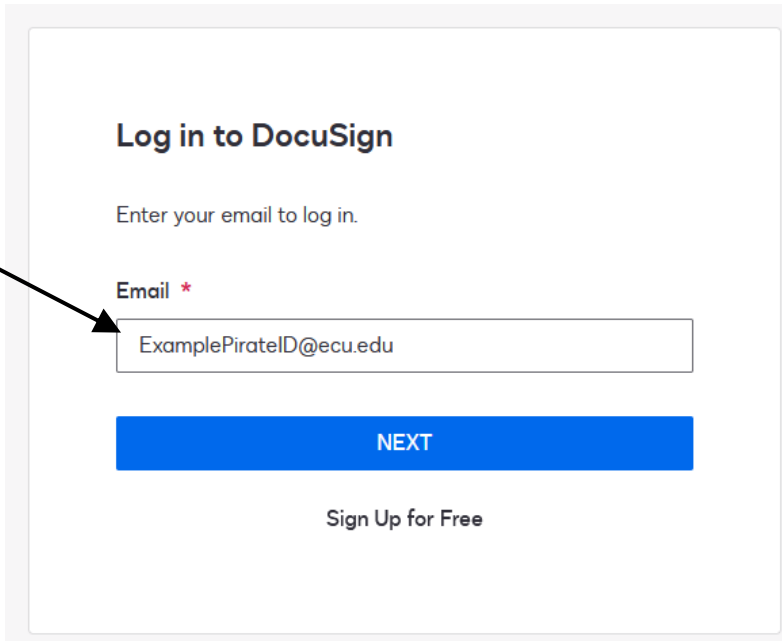 Log in to DocuSign
Enter your email to log in.
Email *
ExamplePirateID@ecu.edu
NEXT
Sign Up for Free